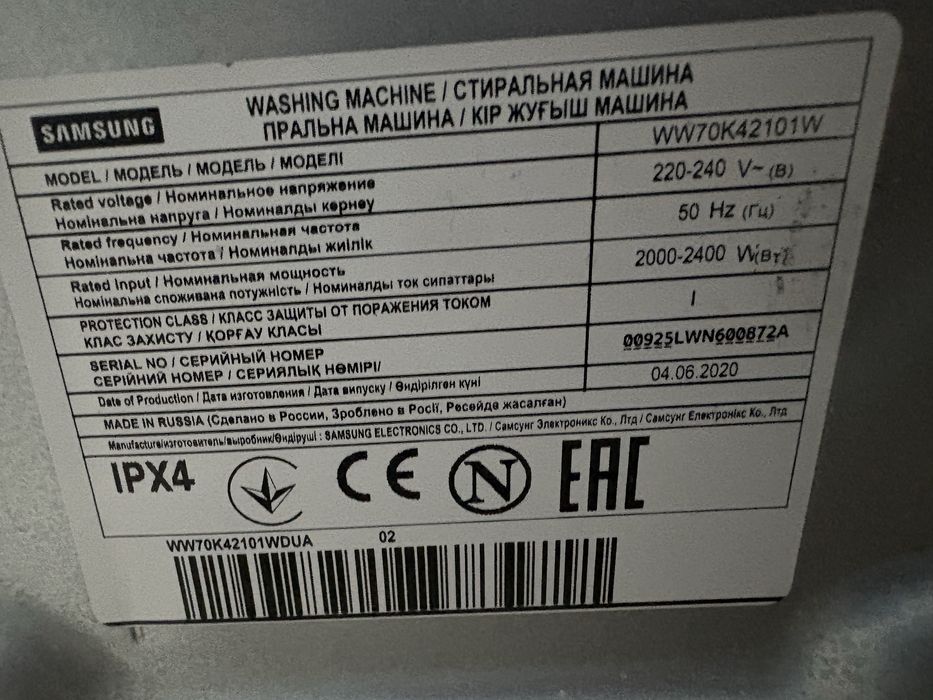 SAMSUNG
WASHING MACHINE / СТИРАЛЬНАЯ МАШИНА
ПРАЛЬНА МАШИНА / КІР ЖУҒЫШ МАШИНА
MODEL / МОДЕЛЬ / МОДЕЛЬ / МОДЕЛІ
WW70K42101W
Rated voltage / Номинальное напряжение
Номінальна напруга / Номиналды кернеу
220-240 V~ (В)
Rated frequency / Номинальная частота
Номінальна частота / Номиналды жиілік
50 Hz (Гц)
Rated Input / Номинальная мощность
Номінальна споживана потужність / Номиналды ток сипаттары
2000-2400 W(Вт)
PROTECTION CLASS / КЛАСС ЗАЩИТЫ ОТ ПОРАЖЕНИЯ ТОКОМ
КЛАС ЗАХИСТУ / ҚОРҒАУ КЛАСЫ
I
SERIAL NO / СЕРИЙНЫЙ НОМЕР
СЕРІЙНИЙ НОМЕР / СЕРИЯЛЫҚ НӨМІРІ/
00925LWN600872A
Date of Production / Дата изготовления / Дата випуску / Өндірілген күні
04.06.2020
MADE IN RUSSIA (Сделано в России, Зроблено в Росії, Ресейде жасалған)
Manufacture/изготовитель/выробник/Өндіруші : SAMSUNG ELECTRONICS CO., LTD. / Самсунг Электроникс Ко., Лтд / Самсунг Електронікс Ко., Лтд
IPX4
CE
N
EAC
WW70K42101WDUA 02